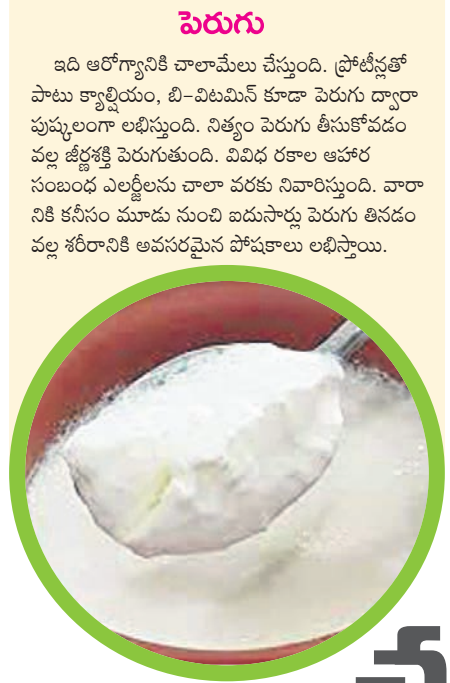 పెరుగు
ఇది ఆరోగ్యానికి చాలామేలు చేస్తుంది. ప్రోటీన్లతో
పాటు క్యాల్షియం, బి-విటమిన్ కూడా పెరుగు ద్వారా
పుష్కలంగా లభిస్తుంది. నిత్యం పెరుగు తీసుకోవడం
వల్ల జీర్ణశక్తి పెరుగుతుంది. వివిధ రకాల ఆహార
సంబంధ ఎలర్జీలను చాలా వరకు నివారిస్తుంది. వారా
నికి కనీసం మూడు నుంచి ఐదుసార్లు పెరుగు తినడం
వల్ల శరీరానికి అవసరమైన పోషకాలు లభిస్తాయి.